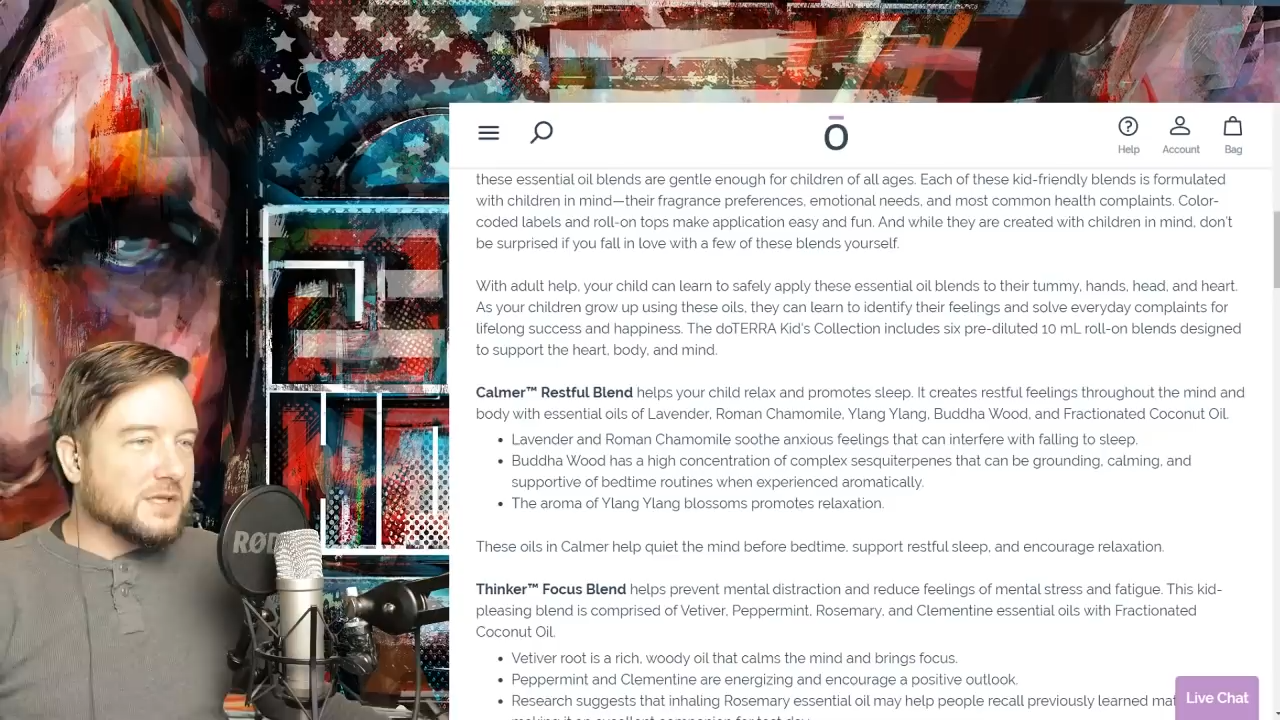 ō
Help
Account
Bag
these essential oil blends are gentle enough for children of all ages. Each of these kid-friendly blends is formulated
with children in mind—their fragrance preferences, emotional needs, and most common health complaints. Color-
coded labels and roll-on tops make application easy and fun. And while they are created with children in mind, don't
be surprised if you fall in love with a few of these blends yourself.
With adult help, your child can learn to safely apply these essential oil blends to their tummy, hands, head, and heart.
As your children grow up using these oils, they can learn to identify their feelings and solve everyday complaints for
lifelong success and happiness. The dōTERRA Kid's Collection includes six pre-diluted 10 mL roll-on blends designed
to support the heart, body, and mind.
Calmer™ Restful Blend helps your child relax and promotes sleep. It creates restful feelings throughout the mind and
body with essential oils of Lavender, Roman Chamomile, Ylang Ylang, Buddha Wood, and Fractionated Coconut Oil.
• Lavender and Roman Chamomile soothe anxious feelings that can interfere with falling to sleep.
• Buddha Wood has a high concentration of complex sesquiterpenes that can be grounding, calming, and
supportive of bedtime routines when experienced aromatically.
• The aroma of Ylang Ylang blossoms promotes relaxation.
These oils in Calmer help quiet the mind before bedtime, support restful sleep, and encourage relaxation.
Thinker™ Focus Blend helps prevent mental distraction and reduce feelings of mental stress and fatigue. This kid-
pleasing blend is comprised of Vetiver, Peppermint, Rosemary, and Clementine essential oils with Fractionated
Coconut Oil.
• Vetiver root is a rich, woody oil that calms the mind and brings focus.
• Peppermint and Clementine are energizing and encourage a positive outlook.
• Research suggests that inhaling Rosemary essential oil may help people recall previously learned
Live Chat
RØD